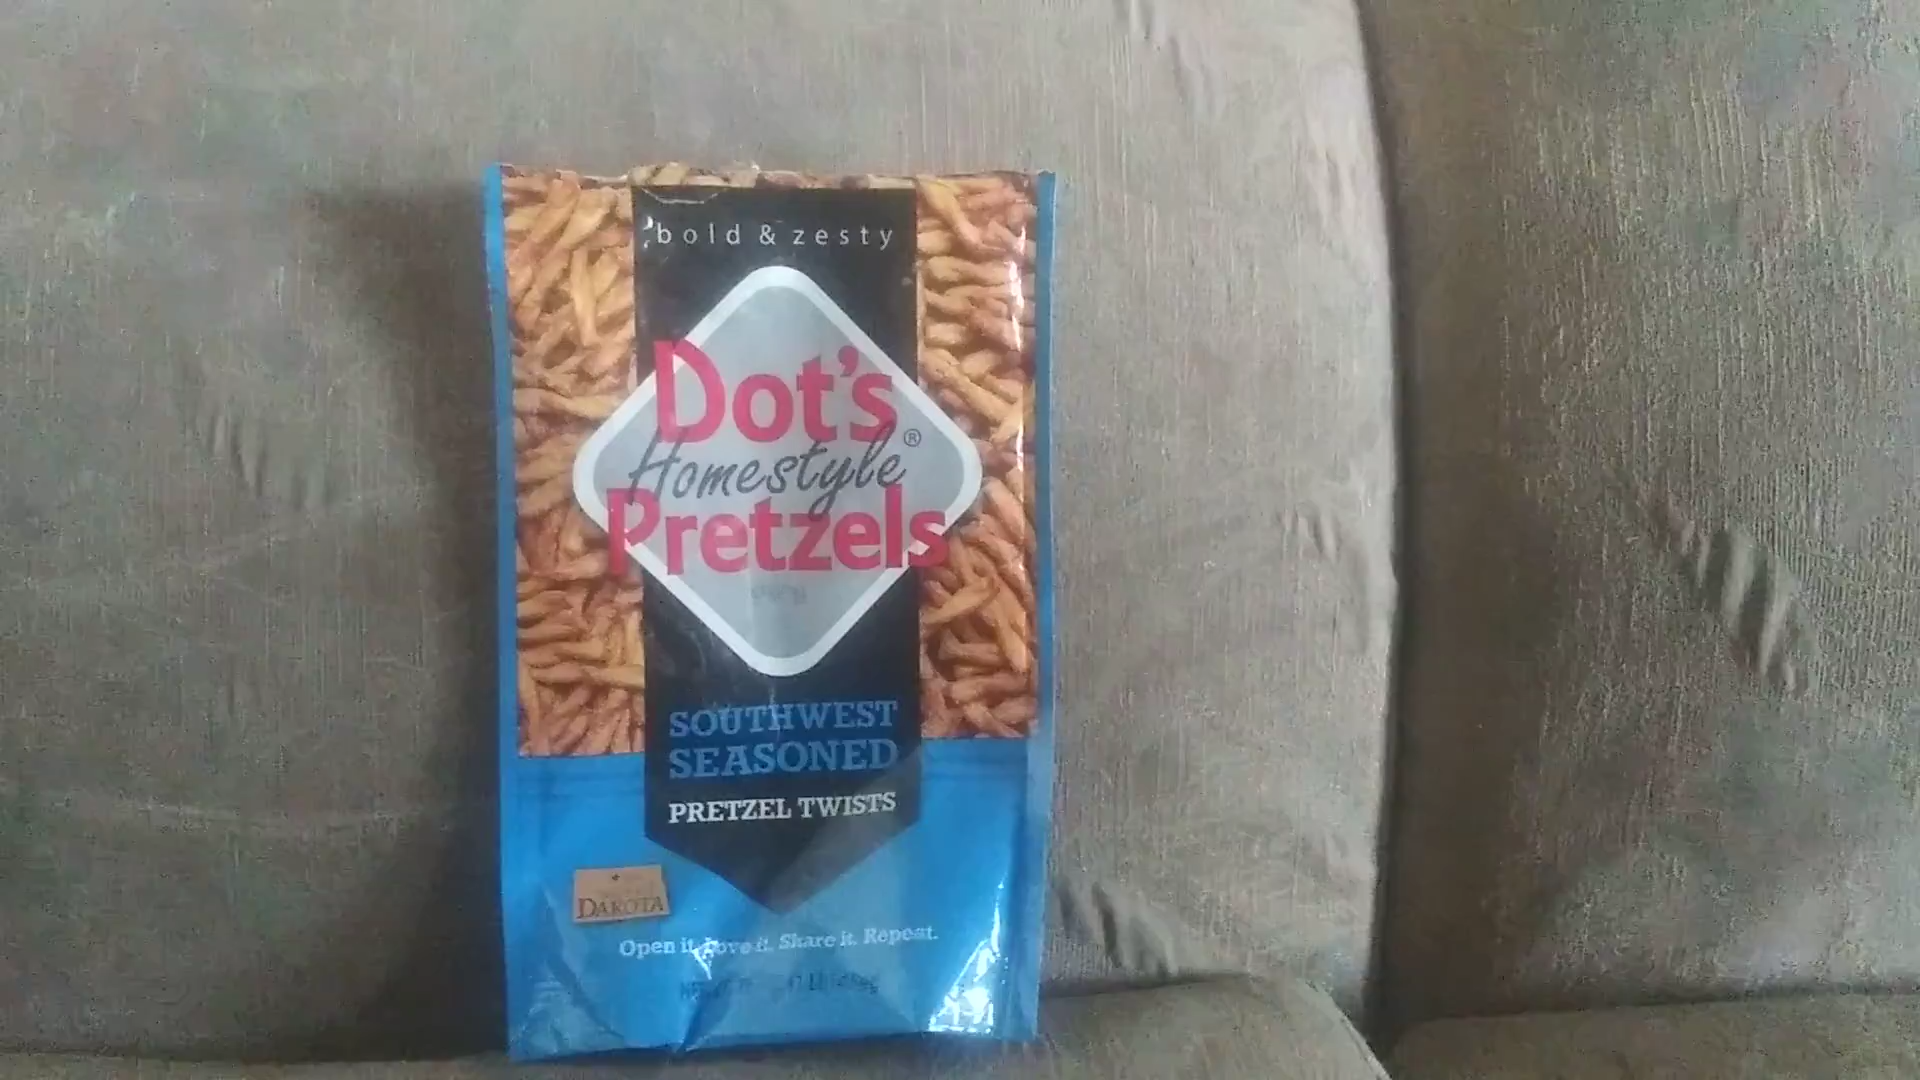 bold & zesty
Dot's
Homestyle®
Pretzels
SOUTHWEST
SEASONED
PRETZEL TWISTS
DAKOTA
Open it. Love it. Share it. Repeat.